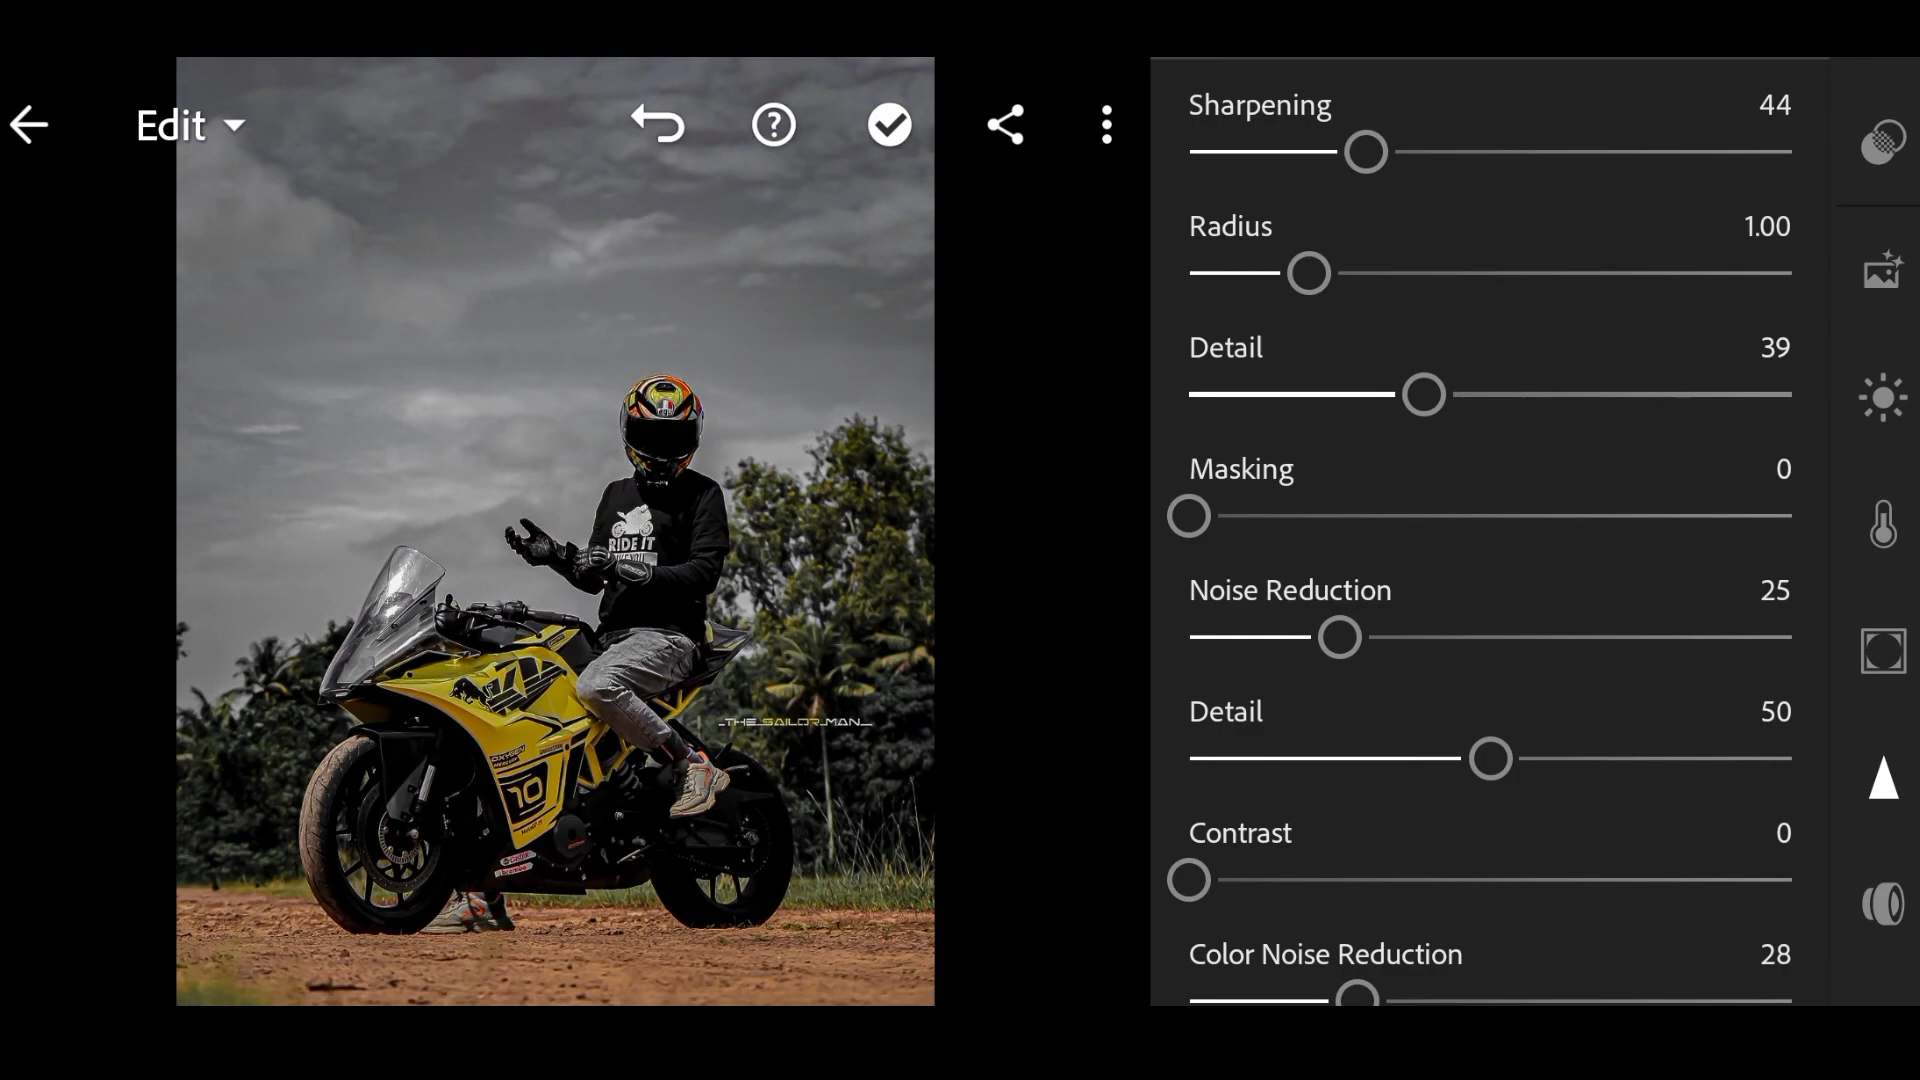 Edit
Sharpening 44
Radius 1.00
Detail 39
Masking 0
Noise Reduction 25
Detail 50
Contrast 0
Color Noise Reduction 28
RIDE IT
_THE_SAILOR_MAN_
OXYGEN
10